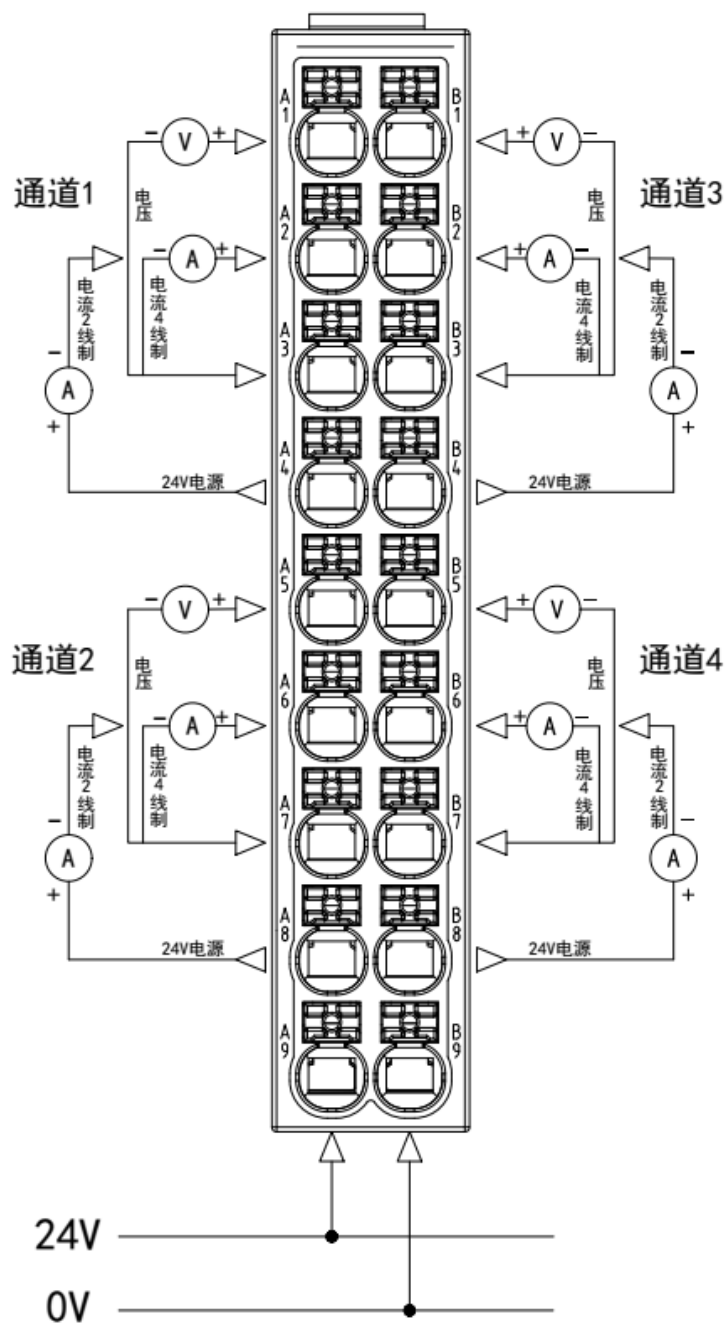 A1
B1
- V +
+ V -
通道1
电压
通道3
电压
A2
B2
- A +
+ A -
电流2线制
电流4线制
电流4线制
电流2线制
A3
B3
-
A
+
-
A
+
A4
B4
24V电源
24V电源
A5
B5
- V +
+ V -
通道2
电压
通道4
电压
A6
B6
- A +
+ A -
电流2线制
电流4线制
电流4线制
电流2线制
A7
B7
-
A
+
-
A
+
A8
B8
24V电源
24V电源
A9
B9
24V
0V